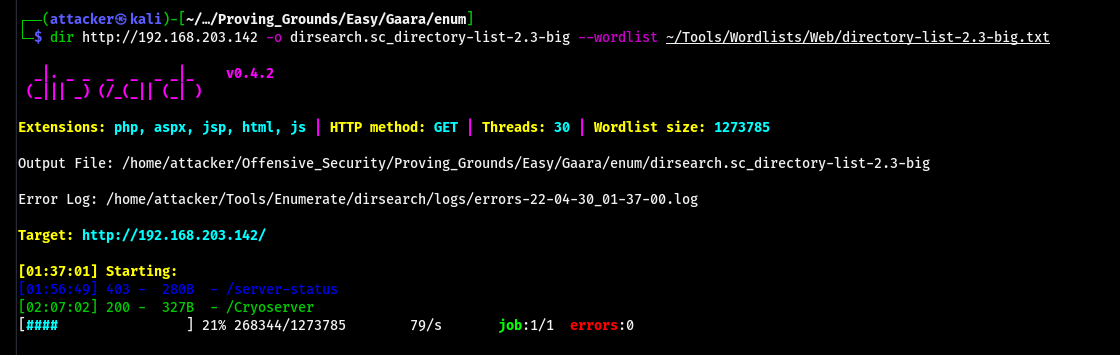 ┌──(attacker㉿kali)-[~/…/Proving_Grounds/Easy/Gaara/enum]
└─$ dir http://192.168.203.142 -o dirsearch.sc_directory-list-2.3-big --wordlist ~/Tools/Wordlists/Web/directory-list-2.3-big.txt
  _|. _ _  _  _  _ _|_    v0.4.2
 (_||| _) (/_(_|| (_| )
Extensions: php, aspx, jsp, html, js | HTTP method: GET | Threads: 30 | Wordlist size: 1273785
Output File: /home/attacker/Offensive_Security/Proving_Grounds/Easy/Gaara/enum/dirsearch.sc_directory-list-2.3-big
Error Log: /home/attacker/Tools/Enumerate/dirsearch/logs/errors-22-04-30_01-37-00.log
Target: http://192.168.203.142/
[01:37:01] Starting:
[01:56:49] 403 -  280B  - /server-status
[02:07:02] 200 -  327B  - /Cryoserver
[####                ] 21% 268344/1273785        79/s       job:1/1  errors:0